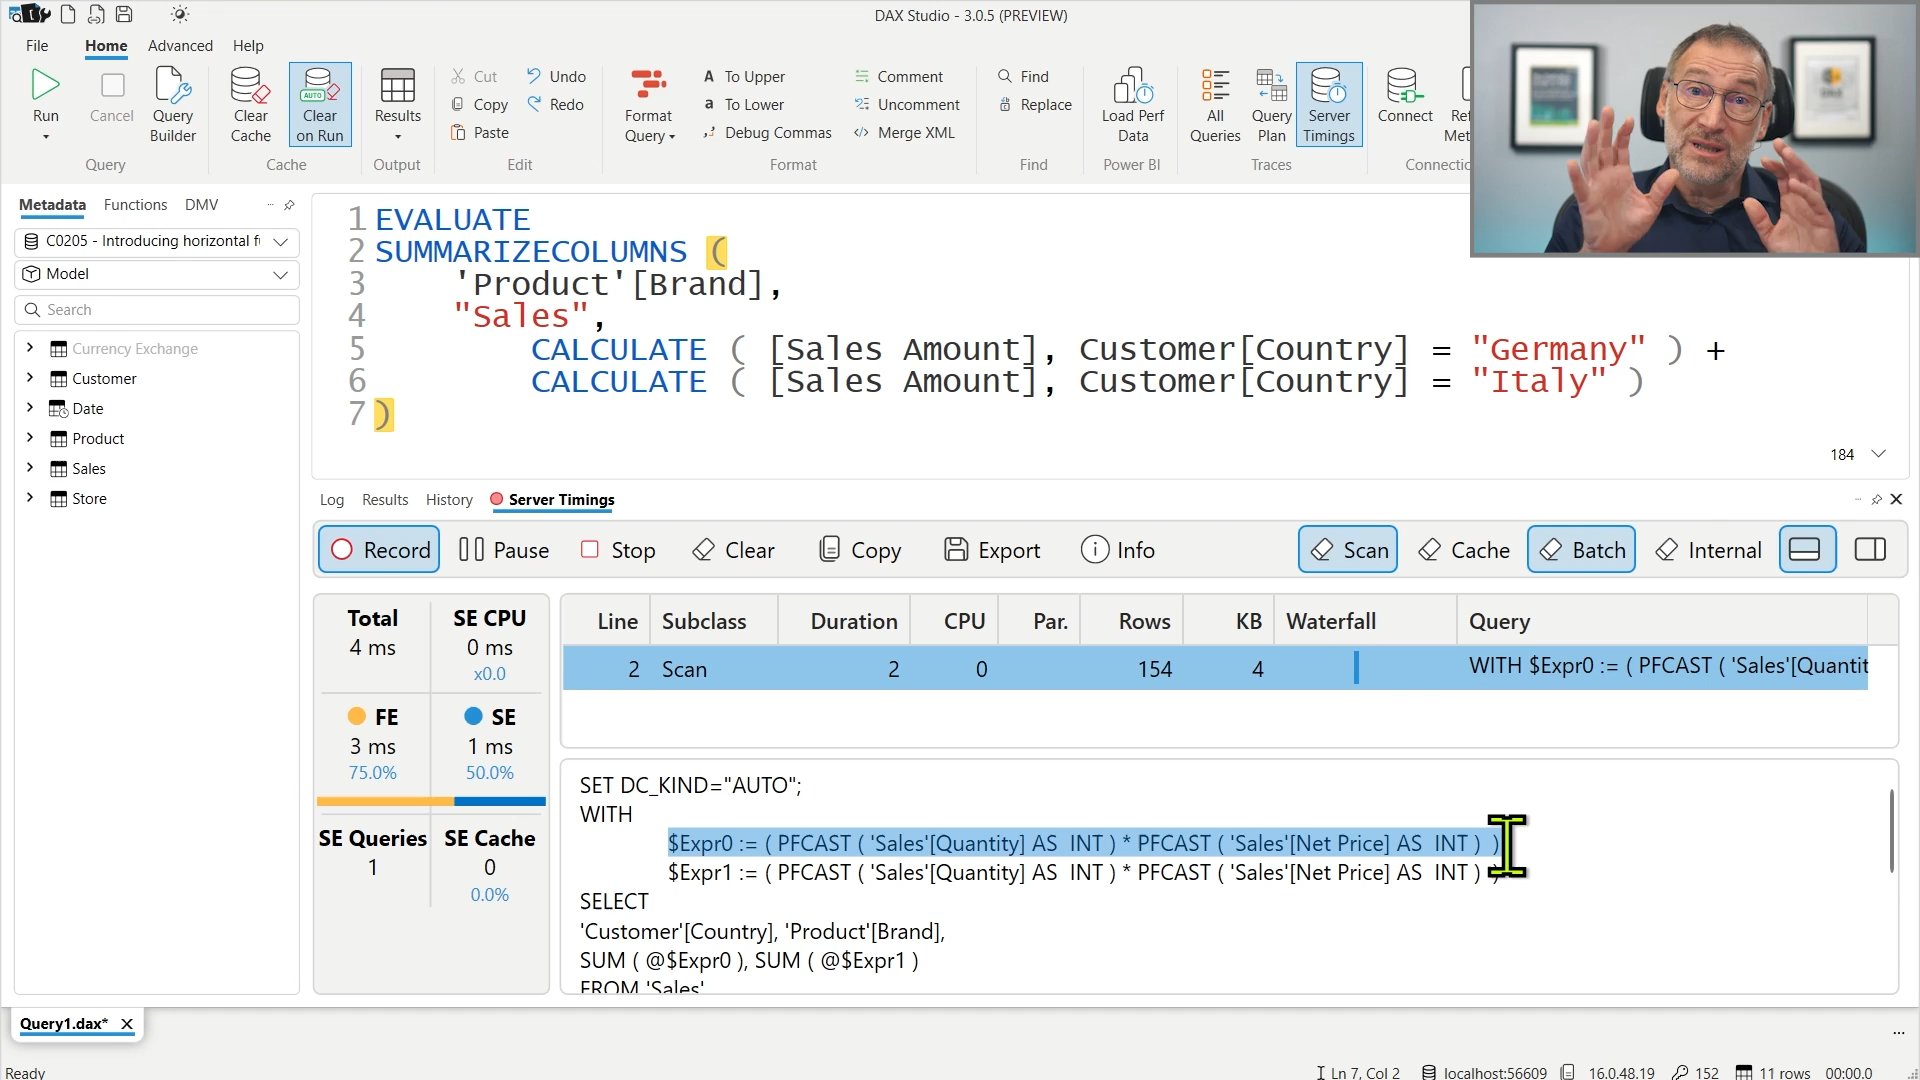 DAX Studio - 3.0.5 (PREVIEW)
File Home Advanced Help
Run
Cancel
Query Builder
Query
Clear Cache
AUTO
Clear on Run
Cache
Results
Output
Cut
Copy
Paste
Undo
Redo
Edit
Format Query
A To Upper
a To Lower
Debug Commas
Comment
Uncomment
Merge XML
Format
Find
Replace
Find
Load Perf Data
Power BI
All Queries
Query Plan
Server Timings
Traces
Connect
Metadata Functions DMV
C0205 - Introducing horizontal f
Model
Search
Currency Exchange
Customer
Date
Product
Sales
Store
1 EVALUATE
2 SUMMARIZECOLUMNS (
3 'Product'[Brand],
4 "Sales",
5 CALCULATE ( [Sales Amount], Customer[Country] = "Germany" ) +
6 CALCULATE ( [Sales Amount], Customer[Country] = "Italy" )
7 )
184
Log Results History Server Timings
Record Pause Stop Clear Copy Export Info Scan Cache Batch Internal
Total SE CPU
4 ms 0 ms
x0.0
FE SE
3 ms 1 ms
75.0% 50.0%
SE Queries SE Cache
1 0
0.0%
Line Subclass Duration CPU Par. Rows KB Waterfall Query
2 Scan 2 0 154 4 WITH $Expr0 := ( PFCAST ( 'Sales'[Quantit
SET DC_KIND="AUTO";
WITH
$Expr0 := ( PFCAST ( 'Sales'[Quantity] AS INT ) * PFCAST ( 'Sales'[Net Price] AS INT ) )
$Expr1 := ( PFCAST ( 'Sales'[Quantity] AS INT ) * PFCAST ( 'Sales'[Net Price] AS INT ) )
SELECT
'Customer'[Country], 'Product'[Brand],
SUM ( @$Expr0 ), SUM ( @$Expr1 )
FROM 'Sales'
Query1.dax*
Ready
Ln 7, Col 2 localhost:56609 16.0.48.19 152 11 rows 00:00.0